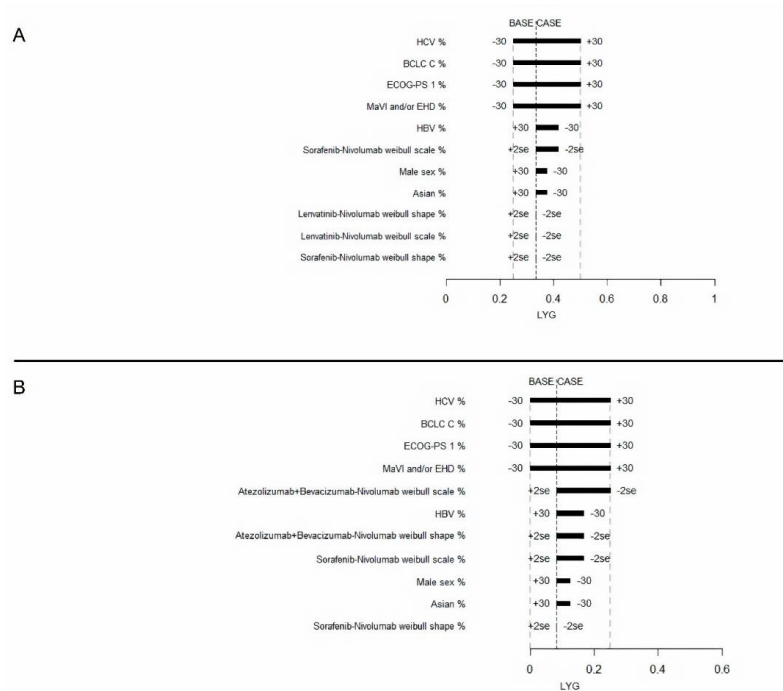 A
BASE CASE
HCV % -30 +30
BCLC C % -30 +30
ECOG-PS 1 % -30 +30
MaVI and/or EHD % -30 +30
HBV % +30 -30
Sorafenib-Nivolumab weibull scale % +2se -2se
Male sex % +30 -30
Asian % +30 -30
Lenvatinib-Nivolumab weibull shape % +2se -2se
Lenvatinib-Nivolumab weibull scale % +2se -2se
Sorafenib-Nivolumab weibull shape % +2se -2se
0 0.2 0.4 0.6 0.8 1
LYG
B
BASE CASE
HCV % -30 +30
BCLC C % -30 +30
ECOG-PS 1 % -30 +30
MaVI and/or EHD % -30 +30
Atezolizumab+Bevacizumab-Nivolumab weibull scale % +2se -2se
HBV % +30 -30
Atezolizumab+Bevacizumab-Nivolumab weibull shape % +2se -2se
Sorafenib-Nivolumab weibull scale % +2se -2se
Male sex % +30 -30
Asian % +30 -30
Sorafenib-Nivolumab weibull shape % +2se -2se
0 0.2 0.4 0.6
LYG